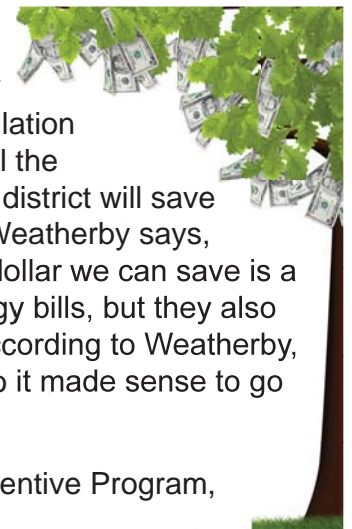 lation
l the
district will save
Weatherby says,
dollar we can save is a
gy bills, but they also
ccording to Weatherby,
o it made sense to go
entive Program,